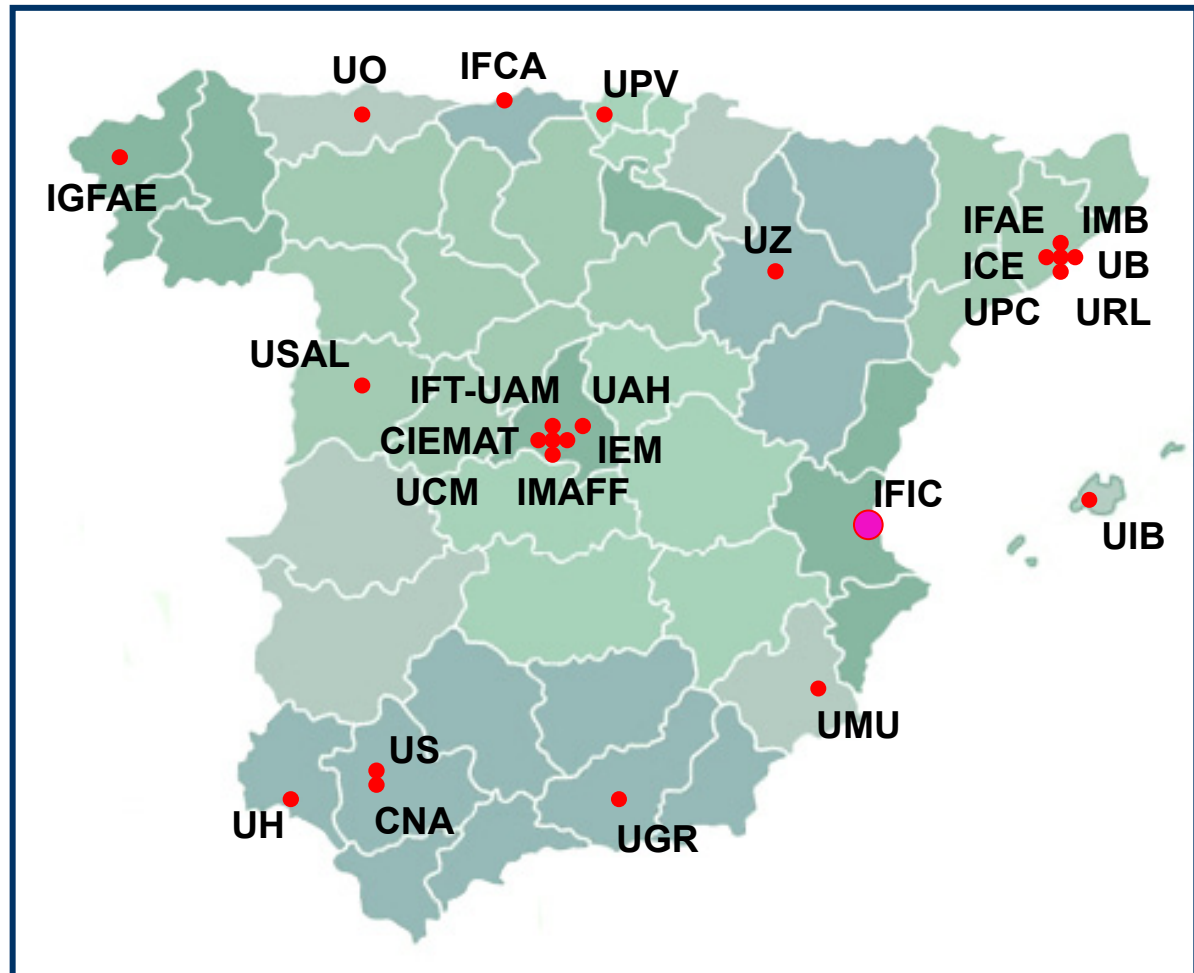 UO
IFCA
UPV
IGFAE
IFAE IMB
UZ
ICE UB
UPC URL
USAL
IFT-UAM UAH
CIEMAT IEM
UCM IMAFF
IFIC
UIB
UMU
US
UH CNA
UGR